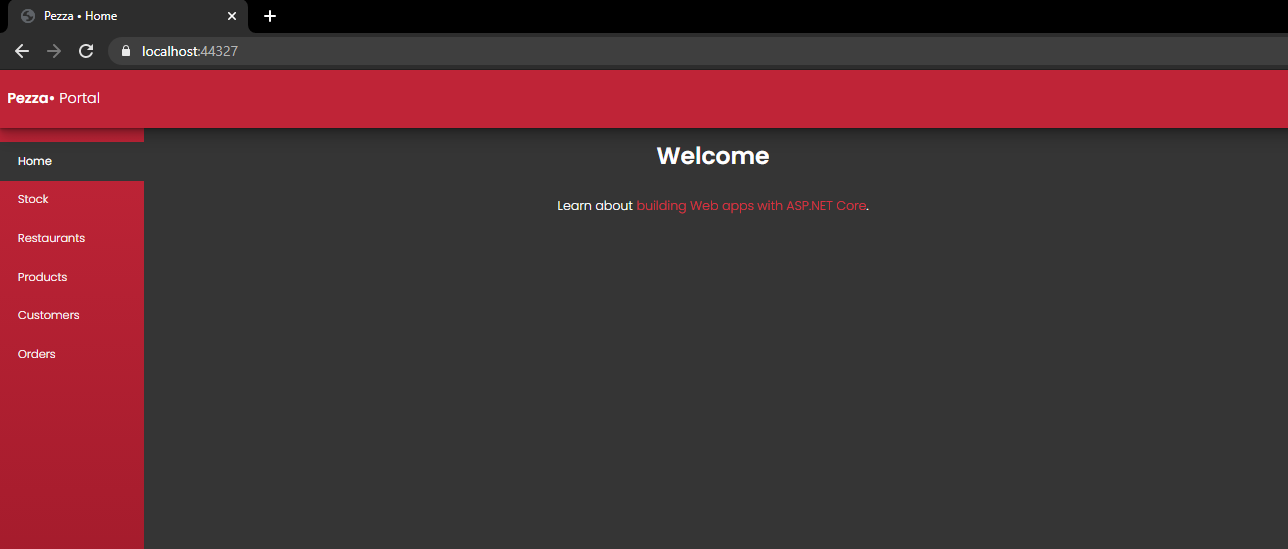 Pezza • Home
localhost:44327
Pezza• Portal
Home
Stock
Restaurants
Products
Customers
Orders
Welcome
Learn about building Web apps with ASP.NET Core.